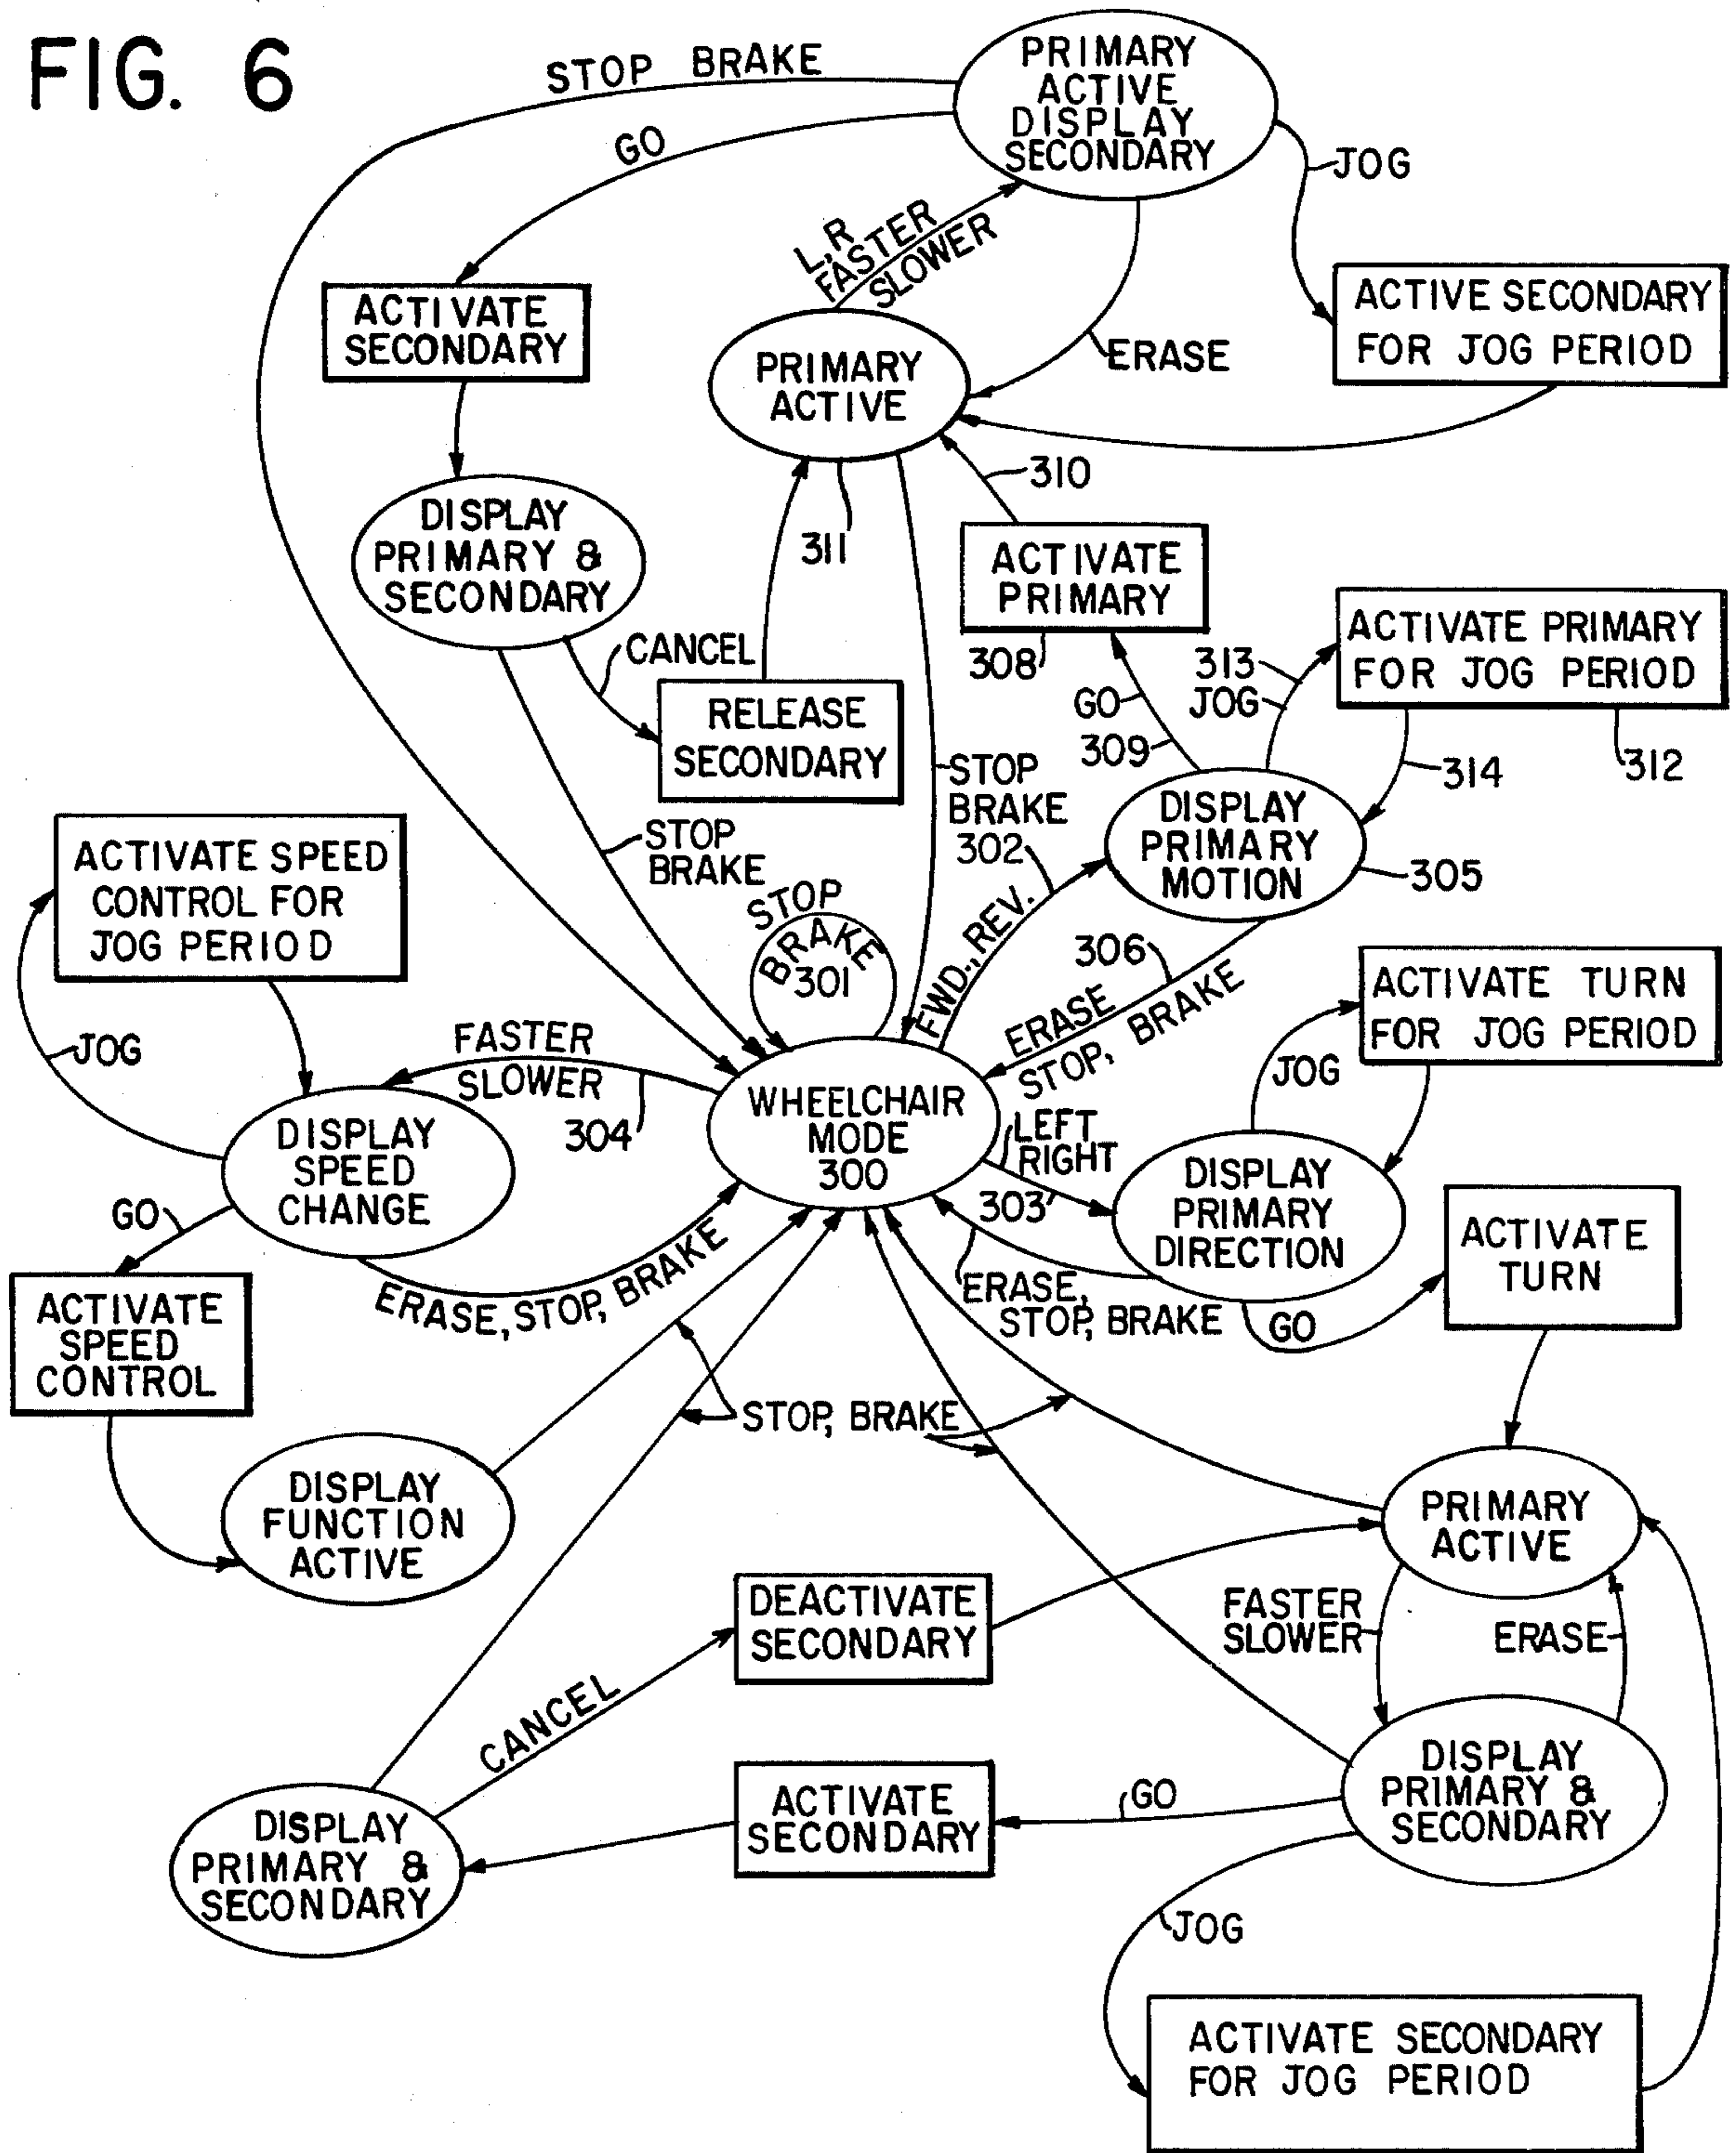 FIG. 6
STOP BRAKE
GO
PRIMARY
ACTIVE
DISPLAY
SECONDARY
JOG
L,R
FASTER
SLOWER
ERASE
ACTIVE SECONDARY
FOR JOG PERIOD
ACTIVATE
SECONDARY
PRIMARY
ACTIVE
310
311
DISPLAY
PRIMARY &
SECONDARY
ACTIVATE
PRIMARY
308
CANCEL
RELEASE
SECONDARY
ACTIVATE PRIMARY
FOR JOG PERIOD
313
JOG
GO
309
314
312
STOP
BRAKE
302
DISPLAY
PRIMARY
MOTION
305
STOP
BRAKE
STOP
BRAKE
301
FWD., REV.
306
ERASE
STOP, BRAKE
ACTIVATE SPEED
CONTROL FOR
JOG PERIOD
JOG
FASTER
SLOWER
304
WHEELCHAIR
MODE
300
ACTIVATE TURN
FOR JOG PERIOD
JOG
LEFT
RIGHT
303
DISPLAY
PRIMARY
DIRECTION
DISPLAY
SPEED
CHANGE
GO
ERASE, STOP, BRAKE
ERASE,
STOP, BRAKE
GO
ACTIVATE
TURN
ACTIVATE
SPEED
CONTROL
STOP, BRAKE
DISPLAY
FUNCTION
ACTIVE
PRIMARY
ACTIVE
DEACTIVATE
SECONDARY
FASTER
SLOWER
ERASE
CANCEL
DISPLAY
PRIMARY &
SECONDARY
ACTIVATE
SECONDARY
GO
DISPLAY
PRIMARY &
SECONDARY
JOG
ACTIVATE SECONDARY
FOR JOG PERIOD